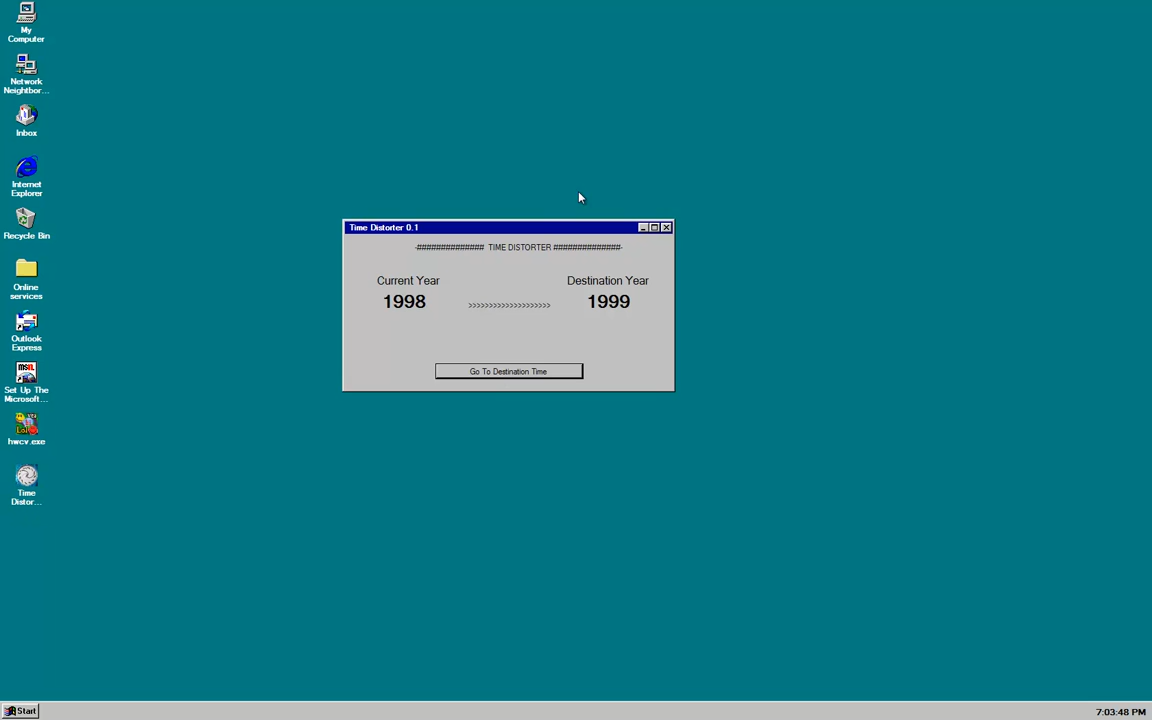 My
Computer
Network
Neighbor...
Inbox
Internet
Explorer
Recycle Bin
Online
services
Outlook
Express
msn
Set Up The
Microsoft...
hwcv.exe
Time
Distor...
Time Distorter 0.1
-############### TIME DISTORTER ###############-
Current Year
Destination Year
1998
>>>>>>>>>>>>>>>>>>>>
1999
Go To Destination Time
Start
7:03:48 PM